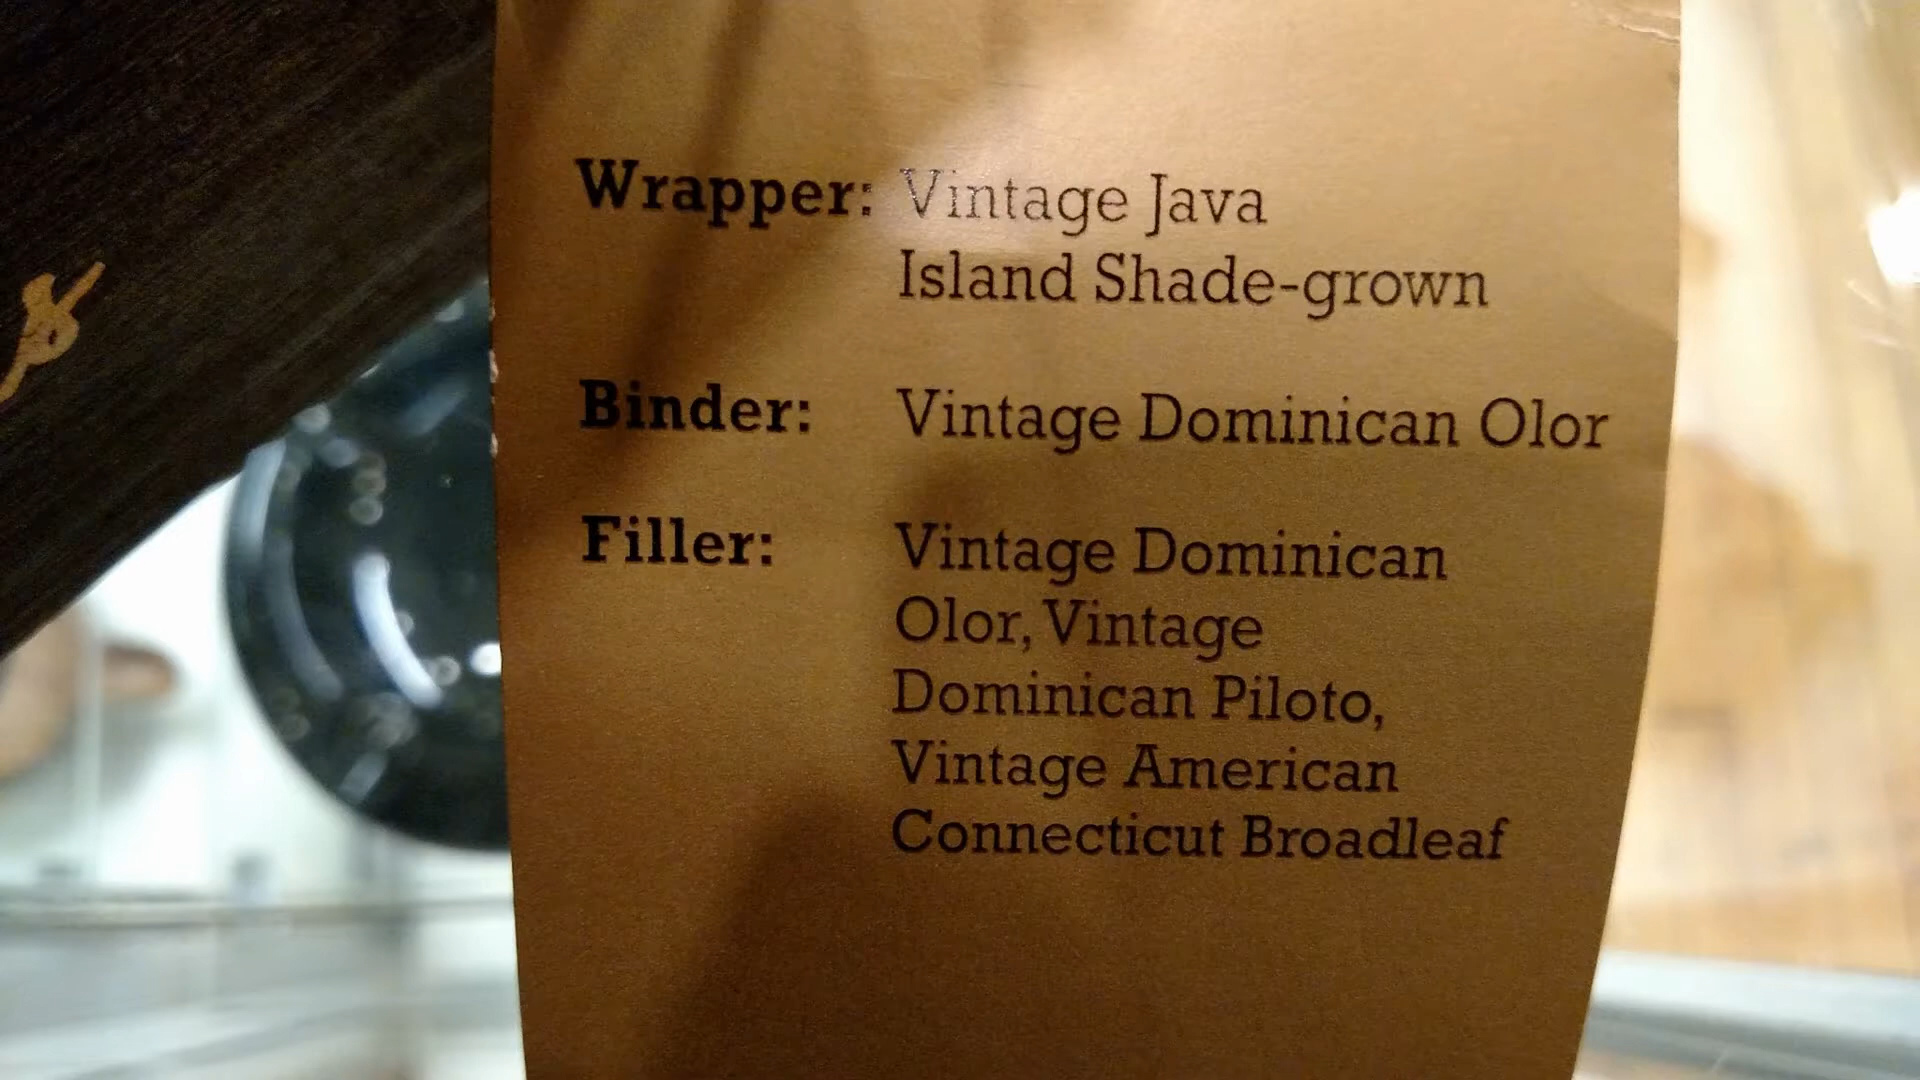 Wrapper: Vintage Java
Island Shade-grown
Binder: Vintage Dominican Olor
Filler: Vintage Dominican
Olor, Vintage
Dominican Piloto,
Vintage American
Connecticut Broadleaf